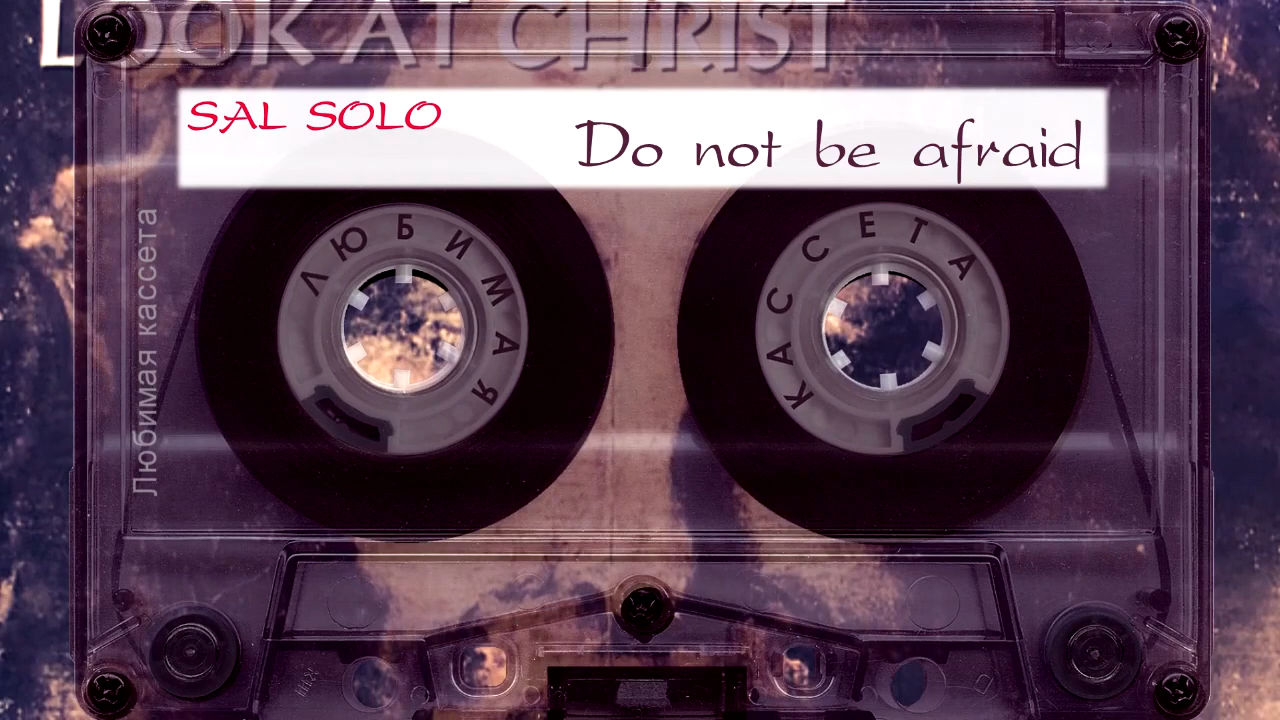 LOOK AT CHRIST
SAL SOLO
Do not be afraid
Любимая кассета
ЛЮБИМАЯ
КАССЕТА